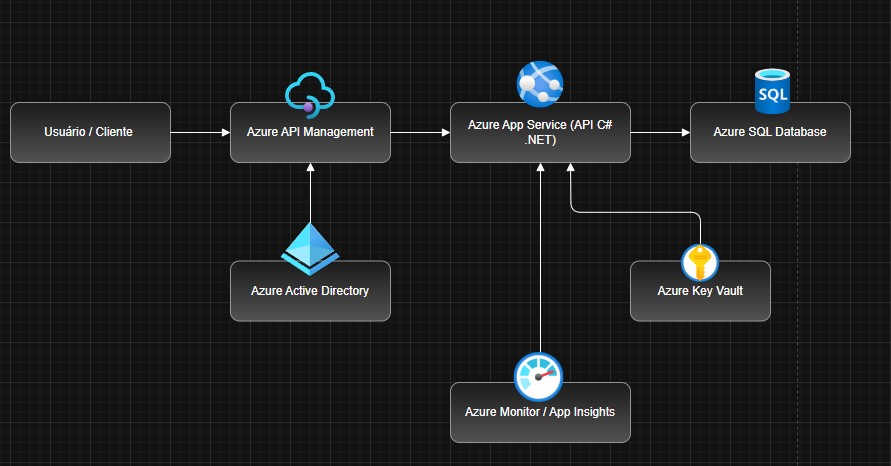 SQL
Usuário / Cliente
Azure API Management
Azure App Service (API C#
.NET)
Azure SQL Database
Azure Active Directory
Azure Key Vault
Azure Monitor / App Insights